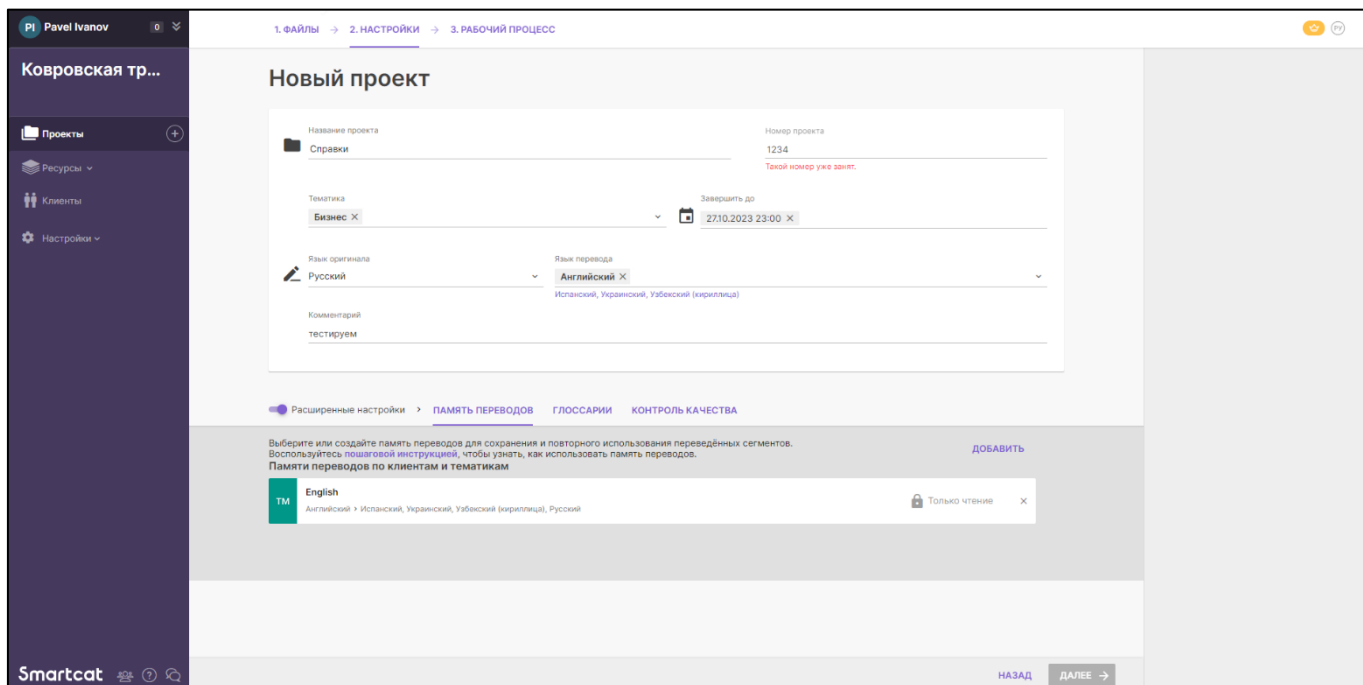 PI Pavel Ivanov 0
1. ФАЙЛЫ → 2. НАСТРОЙКИ → 3. РАБОЧИЙ ПРОЦЕСС
РУ
Ковровская тр...
Проекты
Ресурсы
Клиенты
Настройки
Новый проект
Название проекта
Справки
Номер проекта
1234
Такой номер уже занят.
Тематика
Бизнес ×
Завершить до
27.10.2023 23:00 ×
Язык оригинала
Русский
Язык перевода
Английский ×
Испанский, Украинский, Узбекский (кириллица)
Комментарий
тестируем
Расширенные настройки > ПАМЯТЬ ПЕРЕВОДОВ ГЛОССАРИИ КОНТРОЛЬ КАЧЕСТВА
Выберите или создайте память переводов для сохранения и повторного использования переведённых сегментов.
Воспользуйтесь пошаговой инструкцией, чтобы узнать, как использовать память переводов.
ДОБАВИТЬ
Памяти переводов по клиентам и тематикам
TM
English
Английский > Испанский, Украинский, Узбекский (кириллица), Русский
Только чтение ×
Smartcat
НАЗАД
ДАЛЕЕ →